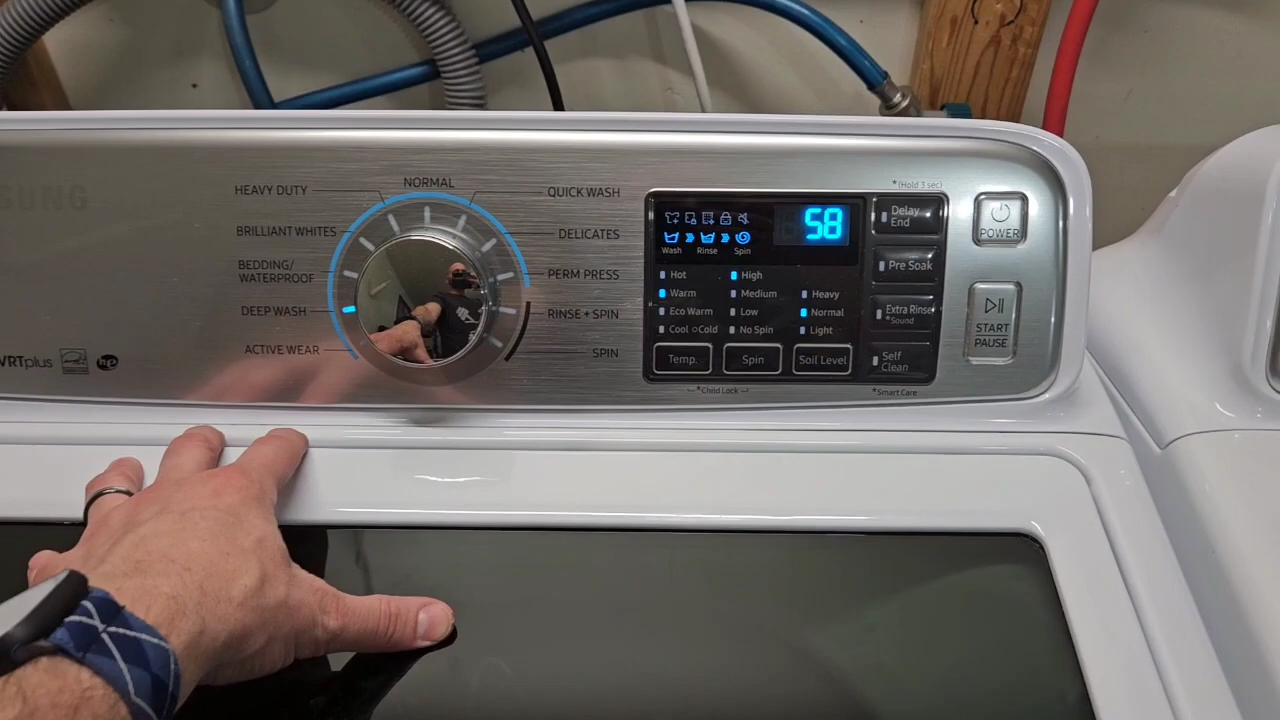 SUNG
HEAVY DUTY
NORMAL
QUICK WASH
BRILLIANT WHITES
DELICATES
BEDDING/
WATERPROOF
PERM PRESS
DEEP WASH
RINSE + SPIN
ACTIVE WEAR
SPIN
VRTplus
58
Wash Rinse Spin
Hot High
Warm Medium Heavy
Eco Warm Low Normal
Cool Cold No Spin Light
Temp. Spin Soil Level
*Child Lock
*(Hold 3 sec)
Delay
End
Pre Soak
Extra Rinse
*Sound
Self
Clean
*Smart Care
POWER
START
PAUSE